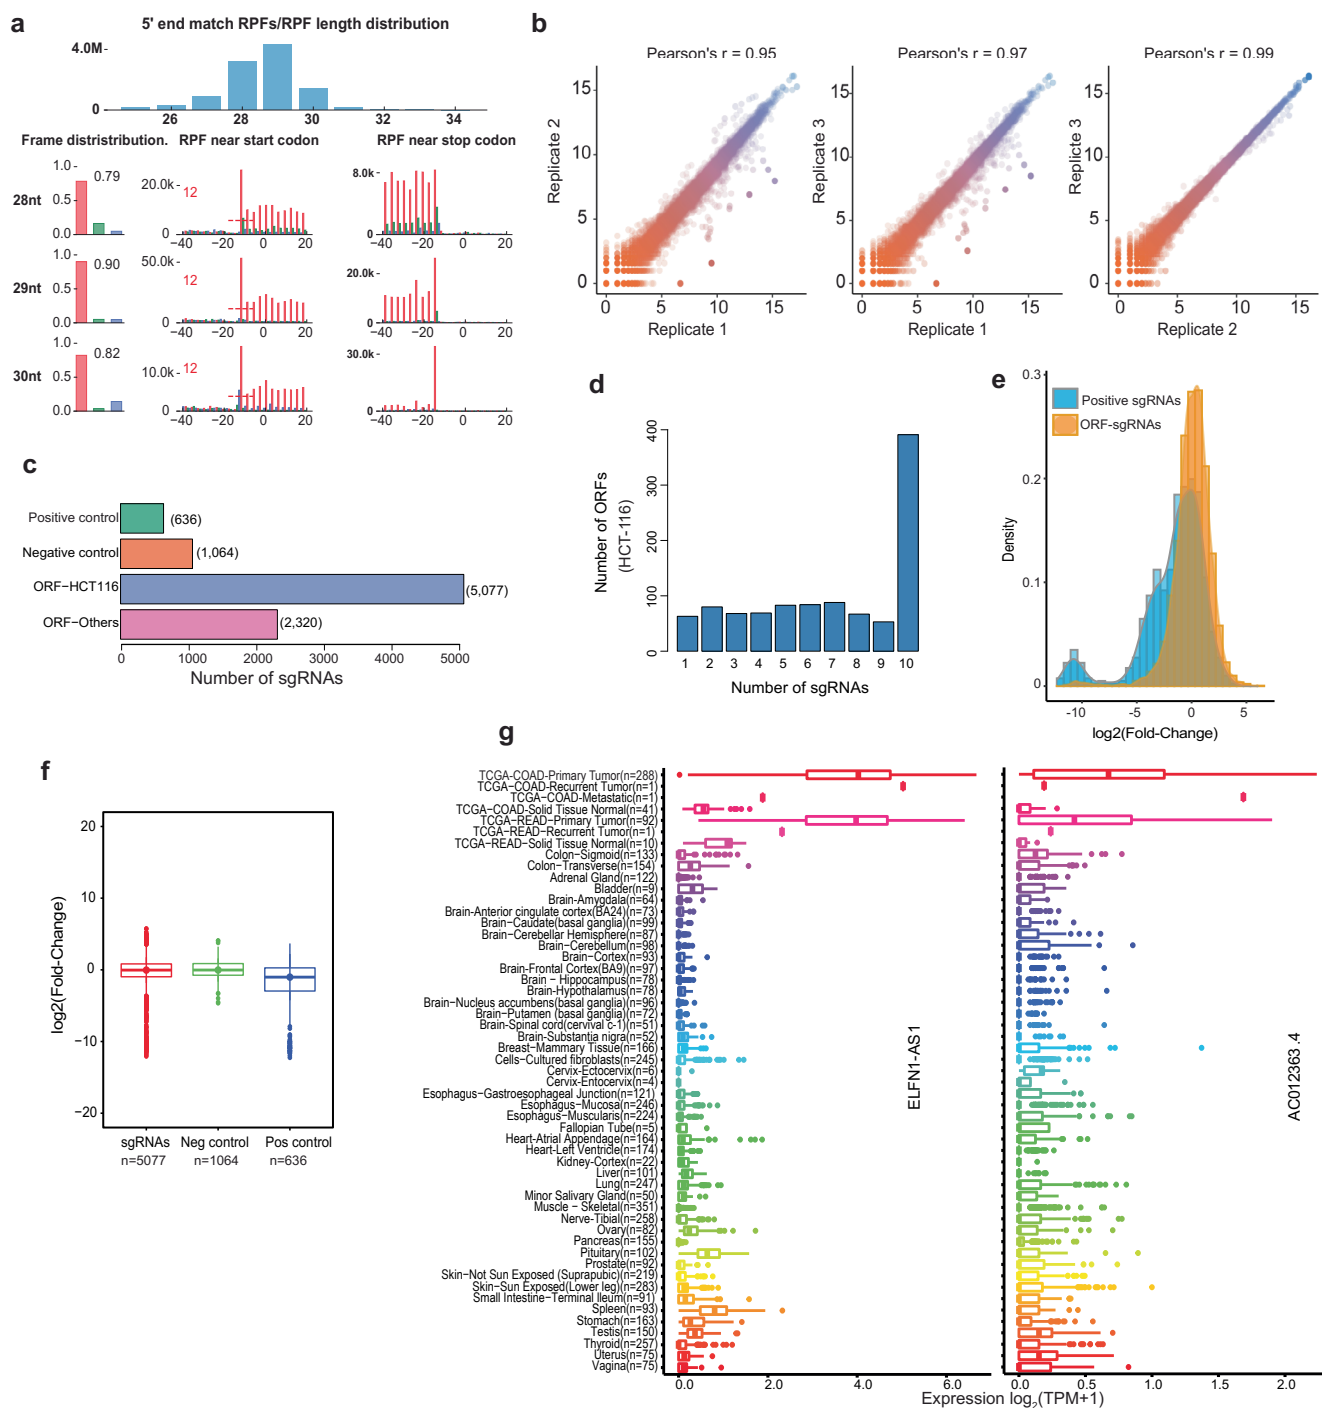 a
5' end match RPFs/RPF length distribution
4.0M
0
26 28 30 32 34
Frame distristribution.
RPF near start codon
RPF near stop codon
28nt
1.0
0.5
0.0
0.79
20.0k
0
12
−40 −20 0 20
8.0k
0
−40 −20 0 20
29nt
1.0
0.5
0.0
0.90
50.0k
0
12
−40 −20 0 20
20.0k
0
−40 −20 0 20
30nt
1.0
0.5
0.0
0.82
10.0k
0
12
−40 −20 0 20
30.0k
0
−40 −20 0 20
b
Pearson's r = 0.95
Replicate 2
15
10
5
0
0 5 10 15
Replicate 1
Pearson's r = 0.97
Replicate 3
15
10
5
0
0 5 10 15
Replicate 1
Pearson's r = 0.99
Replicte 3
15
10
5
0
0 5 10 15
Replicate 2
c
Positive control
(636)
Negative control
(1,064)
ORF−HCT116
(5,077)
ORF−Others
(2,320)
0 1000 2000 3000 4000 5000
Number of sgRNAs
d
Number of ORFs
(HCT-116)
400
300
200
100
0
1 2 3 4 5 6 7 8 9 10
Number of sgRNAs
e
Positive sgRNAs
ORF-sgRNAs
Density
0.3
0.2
0.1
0
-10 -5 0 5
log2(Fold-Change)
f
log2(Fold−Change)
20
10
0
−10
−20
sgRNAs Neg control Pos control
n=5077 n=1064 n=636
g
TCGA-COAD-Primary Tumor(n=288)
TCGA-COAD-Recurrent Tumor(n=1)
TCGA-COAD-Metastatic(n=1)
TCGA-COAD-Solid Tissue Normal(n=41)
TCGA-READ-Primary Tumor(n=92)
TCGA-READ-Recurrent Tumor(n=1)
TCGA-READ-Solid Tissue Normal(n=10)
Colon-Sigmoid(n=133)
Colon-Transverse(n=154)
Adrenal Gland(n=122)
Bladder(n=9)
Brain-Amygdala(n=64)
Brain-Anterior cingulate cortex(BA24)(n=73)
Brain−Caudate(basal ganglia)(n=99)
Brain−Cerebellar Hemisphere(n=87)
Brain−Cerebellum(n=98)
Brain−Cortex(n=93)
Brain-Frontal Cortex(BA9)(n=97)
Brain − Hippocampus(n=78)
Brain-Hypothalamus(n=78)
Brain−Nucleus accumbens(basal ganglia)(n=96)
Brain−Putamen (basal ganglia)(n=72)
Brain−Spinal cord(cervival c-1)(n=51)
Brain-Substantia nigra(n=52)
Breast−Mammary Tissue(n=166)
Cells−Cultured fibroblasts(n=245)
Cervix-Ectocervix(n=6)
Cervix-Entocervix(n=4)
Esophagus−Gastroesophageal Junction(n=121)
Esophagus−Mucosa(n=246)
Esophagus−Muscularis(n=224)
Fallopian Tube(n=5)
Heart-Atrial Appendage(n=164)
Heart-Left Ventricle(n=174)
Kidney-Cortex(n=22)
Liver(n=101)
Lung(n=247)
Minor Salivary Gland(n=50)
Muscle − Skeletal(n=351)
Nerve-Tibial(n=258)
Ovary(n=82)
Pancreas(n=155)
Pituitary(n=102)
Prostate(n=92)
Skin-Not Sun Exposed (Suprapubic)(n=219)
Skin-Sun Exposed(Lower leg)(n=283)
Small Intestine−Terminal Ileum(n=91)
Spleen(n=93)
Stomach(n=163)
Testis(n=150)
Thyroid(n=257)
Uterus(n=75)
Vagina(n=75)
ELFN1-AS1
0.0 2.0 4.0 6.0
AC012363.4
0.0 0.5 1.0 1.5 2.0
Expression log2(TPM+1)